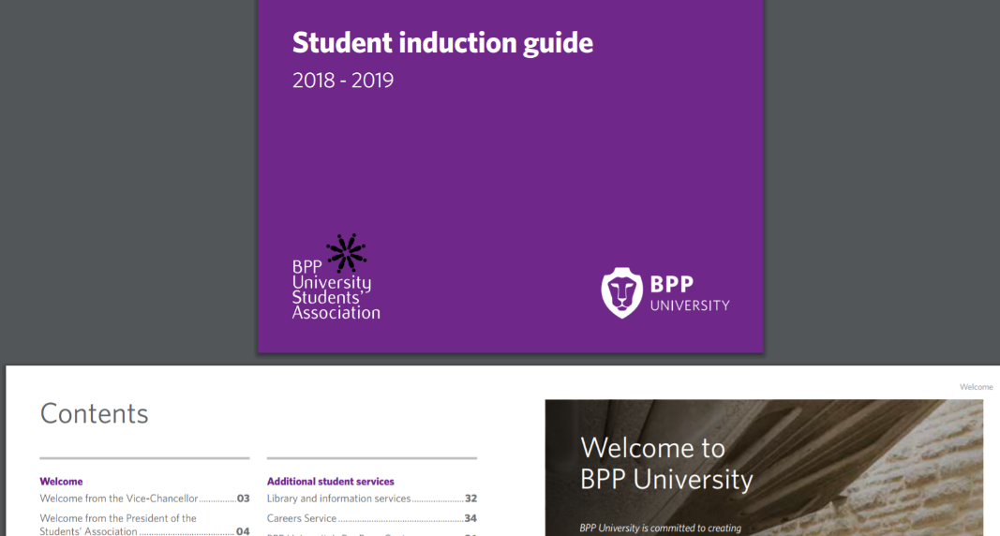 Student induction guide
2018 - 2019
BPP
University
Students'
Association
BPP
UNIVERSITY
Welcome
Contents
Welcome
Welcome from the Vice-Chancellor 03
Welcome from the President of the
Students' Association 04
Additional student services
Library and information services 32
Careers Service 34
Welcome to
BPP University
BPP University is committed to creating